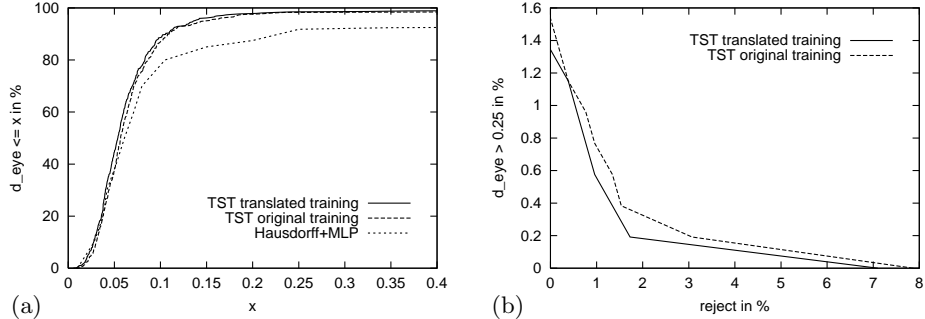 100
80
60
40
20
0
d_eye <= x in %
TST translated training
TST original training
Hausdorff+MLP
0 0.05 0.1 0.15 0.2 0.25 0.3 0.35 0.4
x
(a)
1.6
1.4
1.2
1
0.8
0.6
0.4
0.2
0
d_eye > 0.25 in %
TST translated training
TST original training
0 1 2 3 4 5 6 7 8
reject in %
(b)